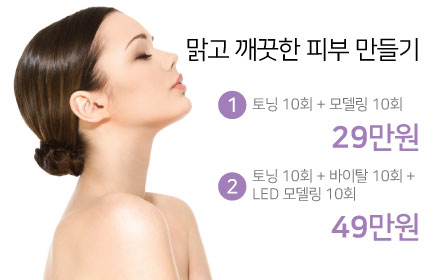 맑고 깨끗한 피부 만들기
1 토닝 10회 + 모델링 10회
29만원
2 토닝 10회 + 바이탈 10회 +
LED 모델링 10회
49만원